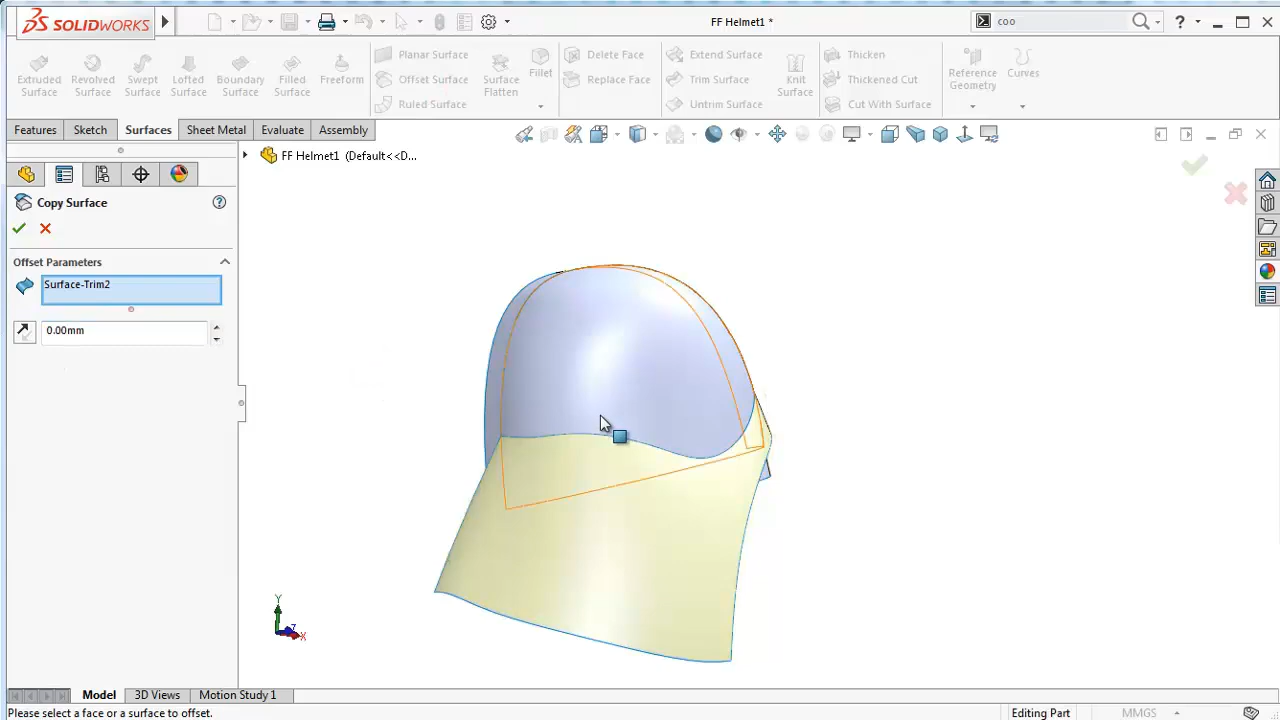 SOLIDWORKS
FF Helmet1 *
coo
Extruded Surface
Revolved Surface
Swept Surface
Lofted Surface
Boundary Surface
Filled Surface
Freeform
Planar Surface
Offset Surface
Ruled Surface
Surface Flatten
Fillet
Delete Face
Replace Face
Extend Surface
Trim Surface
Untrim Surface
Knit Surface
Thicken
Thickened Cut
Cut With Surface
Reference Geometry
Curves
Features
Sketch
Surfaces
Sheet Metal
Evaluate
Assembly
FF Helmet1 (Default<<D...
Copy Surface
Offset Parameters
Surface-Trim2
0.00mm
Y
Z
X
Model
3D Views
Motion Study 1
Please select a face or a surface to offset.
Editing Part
MMGS